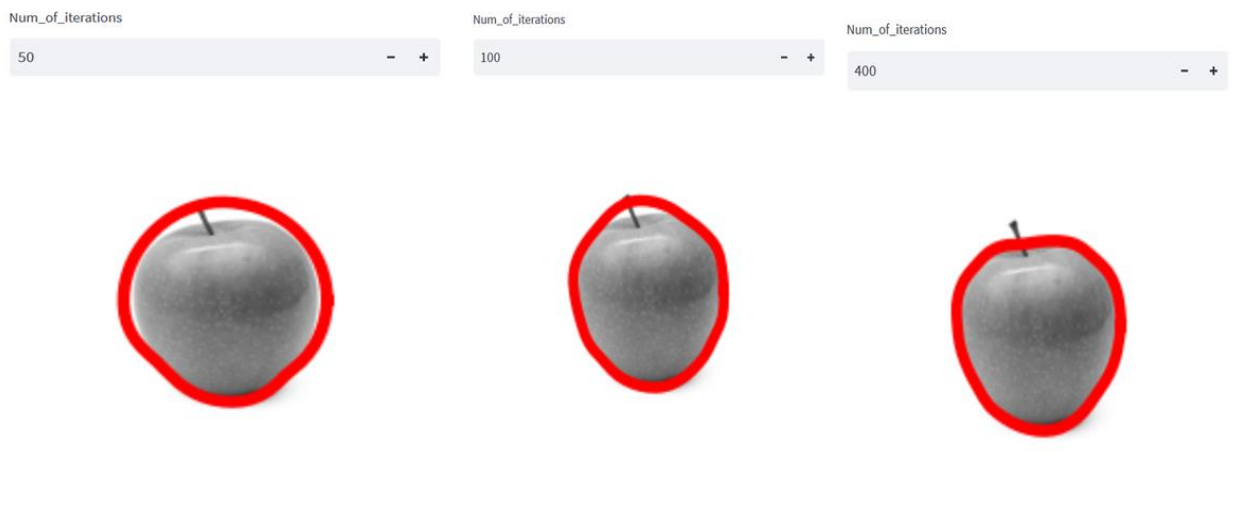 Num_of_iterations
50 - +
Num_of_iterations
100 - +
Num_of_iterations
400 - +